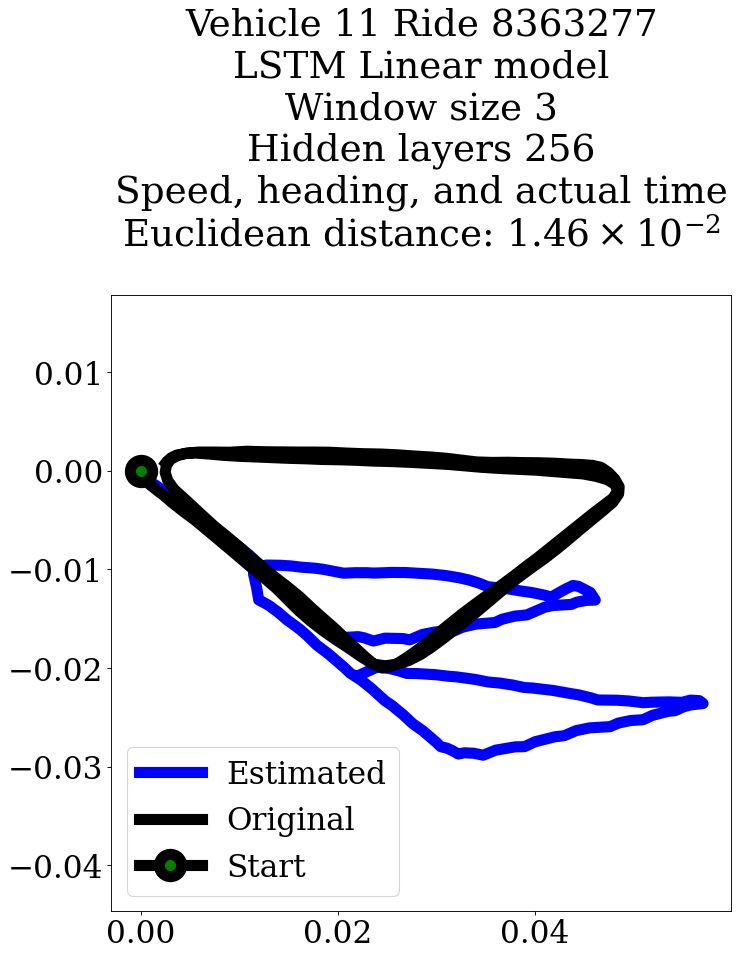 Vehicle 11 Ride 8363277
LSTM Linear model
Window size 3
Hidden layers 256
Speed, heading, and actual time
Euclidean distance: 1.46 × 10⁻²
0.01
0.00
−0.01
−0.02
−0.03
−0.04
Estimated
Original
Start
0.00 0.02 0.04